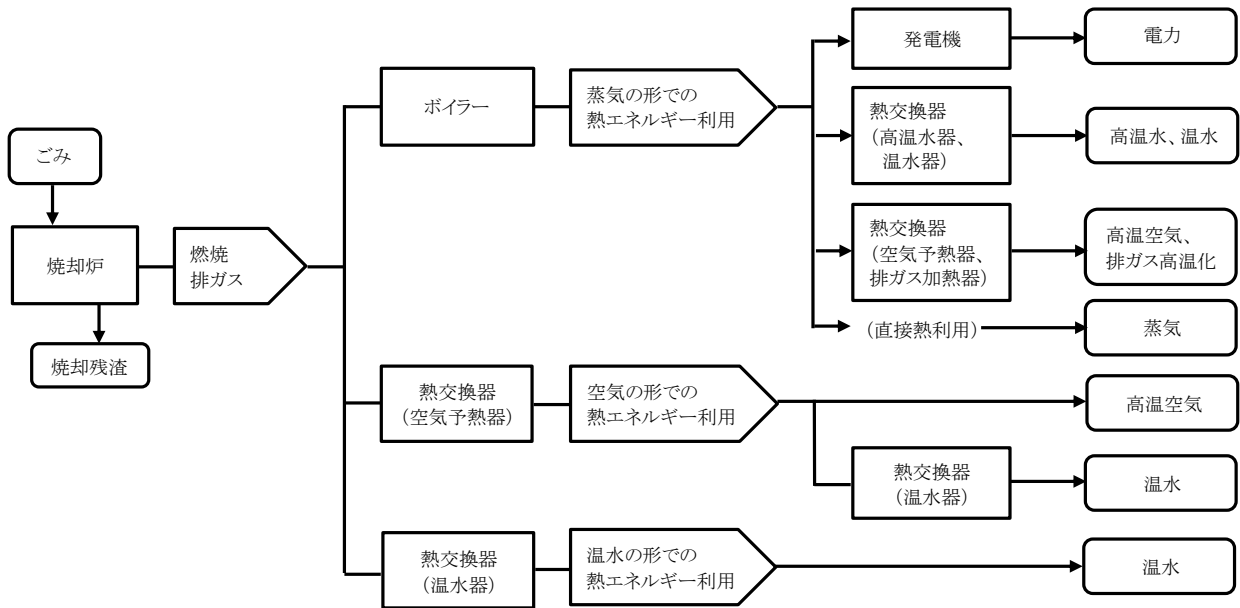 ごみ
焼却炉
焼却残渣
燃焼
排ガス
ボイラー
蒸気の形での
熱エネルギー利用
発電機
電力
熱交換器
(高温水器、
温水器)
高温水、温水
熱交換器
(空気予熱器、
排ガス加熱器)
高温空気、
排ガス高温化
(直接熱利用)
蒸気
熱交換器
(空気予熱器)
空気の形での
熱エネルギー利用
高温空気
熱交換器
(温水器)
温水
熱交換器
(温水器)
温水の形での
熱エネルギー利用
温水